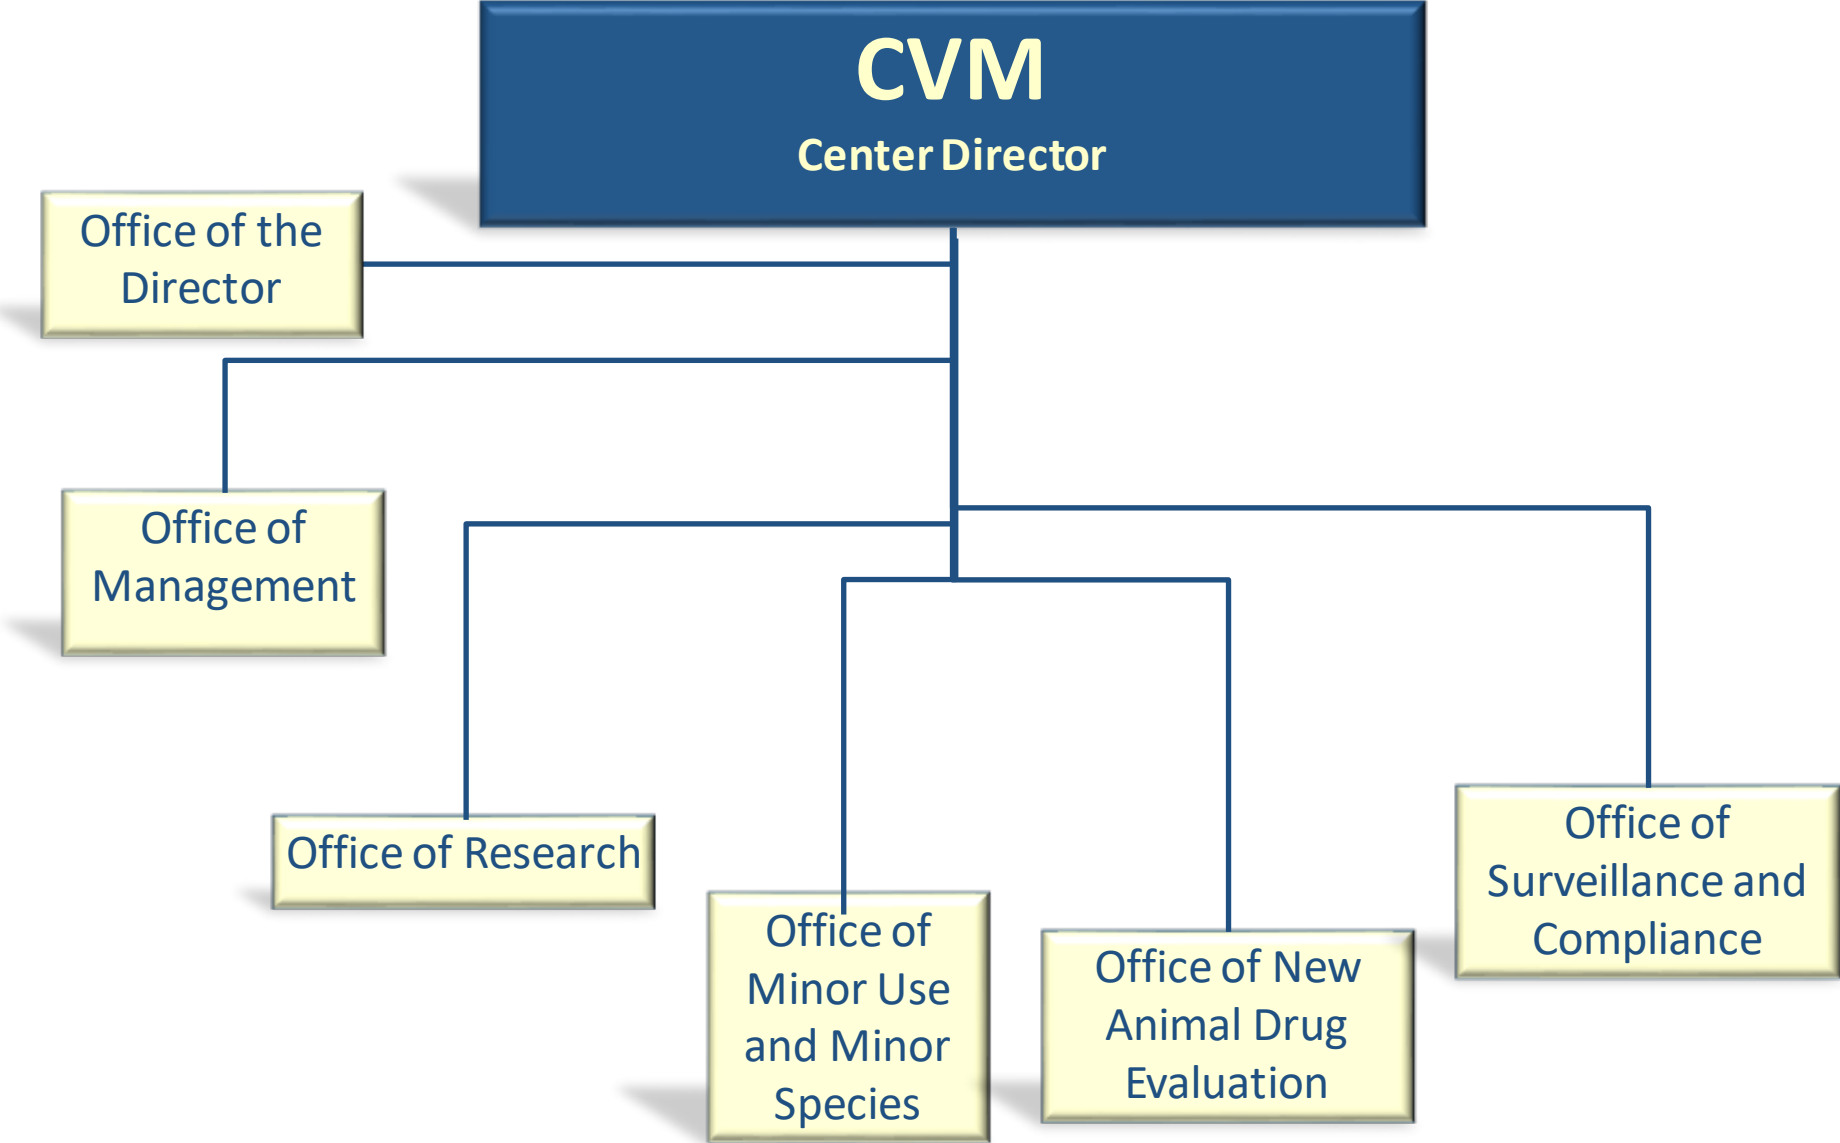 CVM
Center Director
Office of the
Director
Office of
Management
Office of Research
Office of
Minor Use
and Minor
Species
Office of New
Animal Drug
Evaluation
Office of
Surveillance and
Compliance